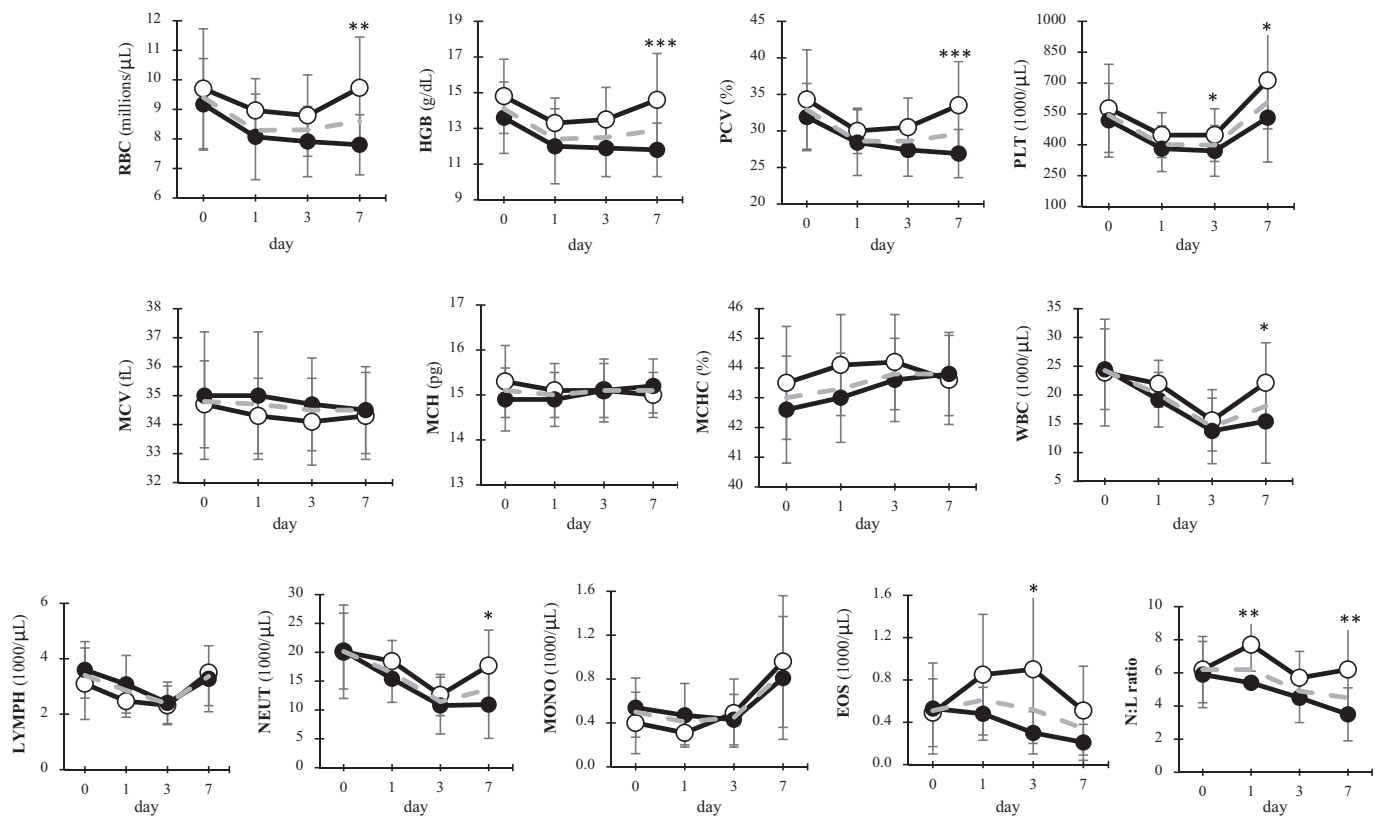 RBC (millions/μL)
12
11
10
9
8
7
6
**
0 1 3 7
day
HGB (g/dL)
19
17
15
13
11
9
***
0 1 3 7
day
PCV (%)
45
40
35
30
25
20
***
0 1 3 7
day
PLT (1000/μL)
1000
850
700
550
400
250
100
*
*
0 1 3 7
day
MCV (fL)
38
37
36
35
34
33
32
0 1 3 7
day
MCH (pg)
17
16
15
14
13
0 1 3 7
day
MCHC (%)
46
45
44
43
42
41
40
0 1 3 7
day
WBC (1000/μL)
35
30
25
20
15
10
5
*
0 1 3 7
day
LYMPH (1000/μL)
6
4
2
0
0 1 3 7
day
NEUT (1000/μL)
30
25
20
15
10
5
0
*
0 1 3 7
day
MONO (1000/μL)
1.6
1.2
0.8
0.4
0.0
0 1 3 7
day
EOS (1000/μL)
1.6
1.2
0.8
0.4
0.0
*
0 1 3 7
day
N:L ratio
10
8
6
4
2
0
**
**
0 1 3 7
day